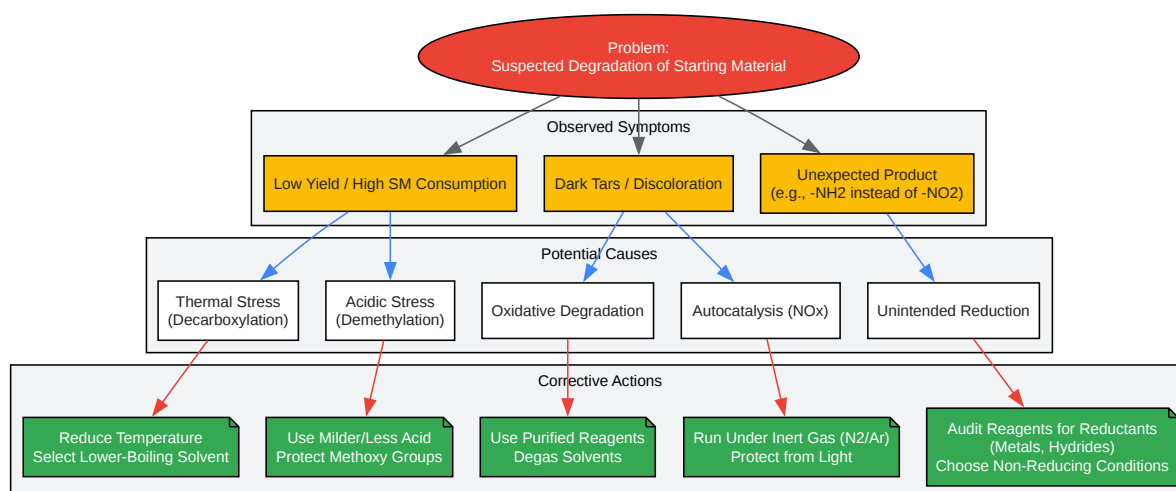 Problem:
Suspected Degradation of Starting Material
Observed Symptoms
Low Yield / High SM Consumption
Dark Tars / Discoloration
Unexpected Product
(e.g., -NH2 instead of -NO2)
Potential Causes
Thermal Stress
(Decarboxylation)
Acidic Stress
(Demethylation)
Oxidative Degradation
Autocatalysis (NOx)
Unintended Reduction
Corrective Actions
Reduce Temperature
Select Lower-Boiling Solvent
Use Milder/Less Acid
Protect Methoxy Groups
Use Purified Reagents
Degas Solvents
Run Under Inert Gas (N2/Ar)
Protect from Light
Audit Reagents for Reductants
(Metals, Hydrides)
Choose Non-Reducing Conditions